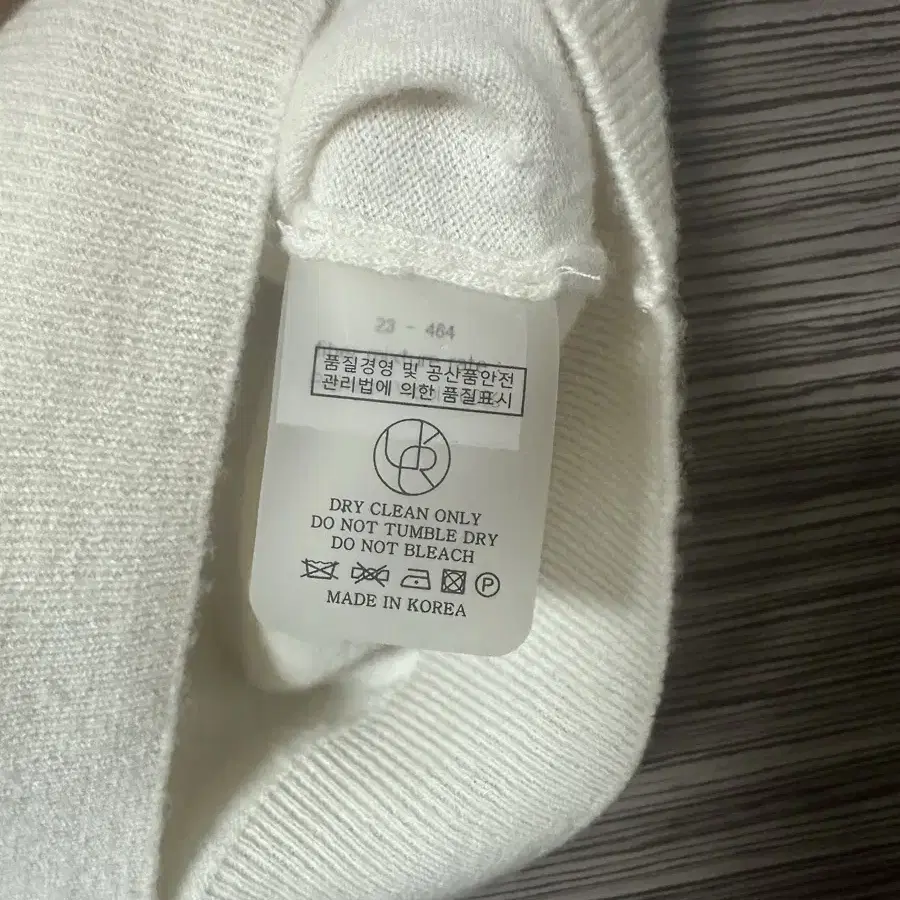 23 - 464
품질경영 및 공산품안전
관리법에 의한 품질표시
DRY CLEAN ONLY
DO NOT TUMBLE DRY
DO NOT BLEACH
P
MADE IN KOREA